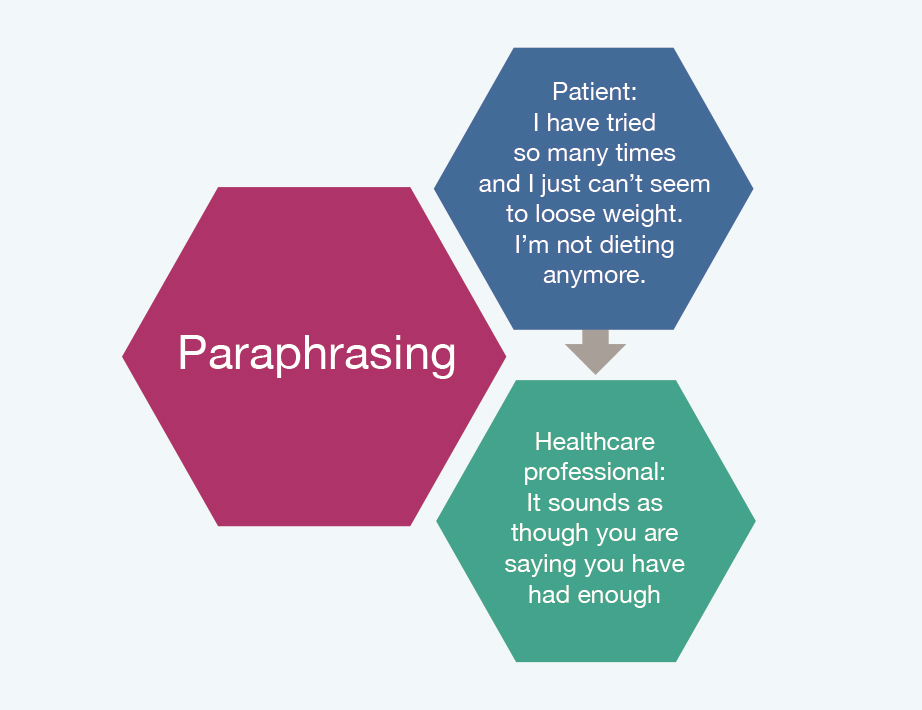 Paraphrasing
Patient:
I have tried
so many times
and I just can’t seem
to loose weight.
I’m not dieting
anymore.
Healthcare
professional:
It sounds as
though you are
saying you have
had enough